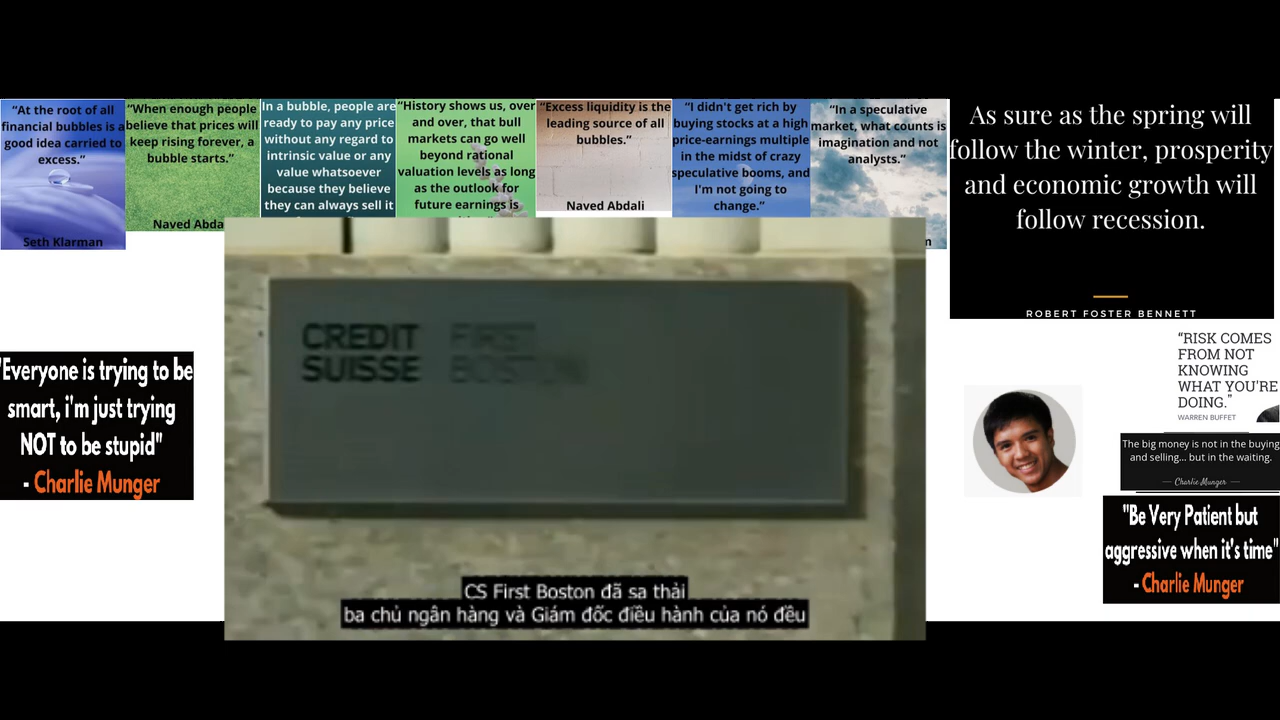 “At the root of all
financial bubbles is a
good idea carried to
excess.”
Seth Klarman
“When enough people
believe that prices will
keep rising forever, a
bubble starts.”
Naved Abda
In a bubble, people are
ready to pay any price
without any regard to
intrinsic value or any
value whatsoever
because they believe
they can always sell it
“History shows us, over
and over, that bull
markets can go well
beyond rational
valuation levels as long
as the outlook for
future earnings is
“Excess liquidity is the
leading source of all
bubbles.”
Naved Abdali
“I didn't get rich by
buying stocks at a high
price-earnings multiple
in the midst of crazy
speculative booms, and
I'm not going to
change.”
“In a speculative
market, what counts is
imagination and not
analysts.”
m
As sure as the spring will
follow the winter, prosperity
and economic growth will
follow recession.
ROBERT FOSTER BENNETT
"Everyone is trying to be
smart, i'm just trying
NOT to be stupid"
- Charlie Munger
CREDIT FIRST
SUISSE BOSTON
CS First Boston đã sa thải
ba chủ ngân hàng và Giám đốc điều hành của nó đều
“RISK COMES
FROM NOT
KNOWING
WHAT YOU'RE
DOING.”
WARREN BUFFET
The big money is not in the buying
and selling... but in the waiting.
— Charlie Munger —
"Be Very Patient but
aggressive when it's time"
- Charlie Munger